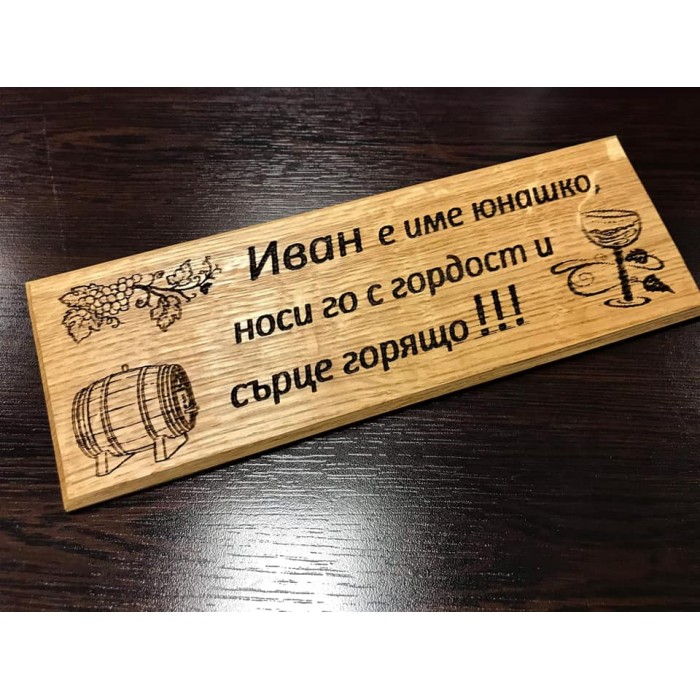 Иван е име юнашко,
носи го с гордост и
сърце горящо!!!